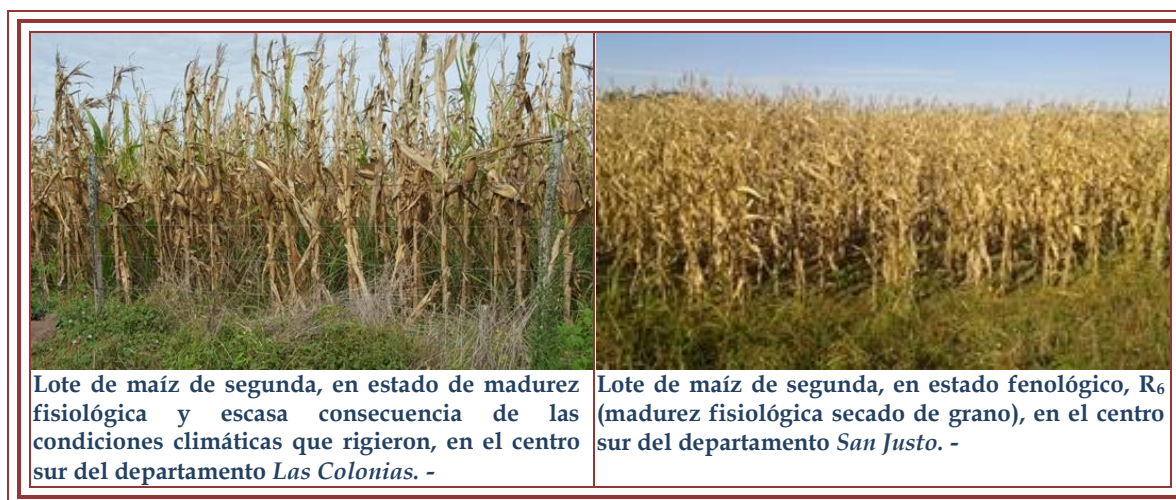 Lote de maíz de segunda, en estado de madurez
fisiológica y escasa consecuencia de las
condiciones climáticas que rigieron, en el centro
sur del departamento Las Colonias. -
Lote de maíz de segunda, en estado fenológico, R6
(madurez fisiológica secado de grano), en el centro
sur del departamento San Justo. -